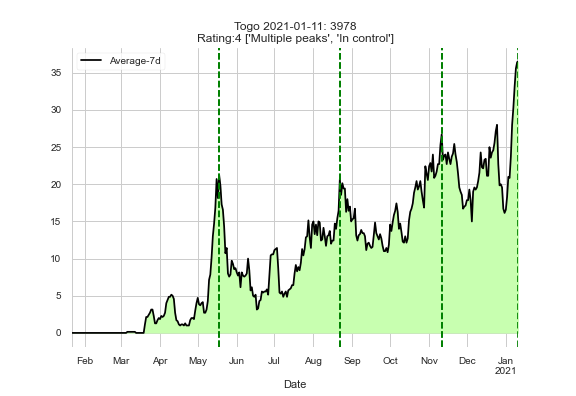 Togo 2021-01-11: 3978
Rating:4 ['Multiple peaks', 'In control']
Average-7d
35
30
25
20
15
10
5
0
Feb Mar Apr May Jun Jul Aug Sep Oct Nov Dec Jan
2021
Date